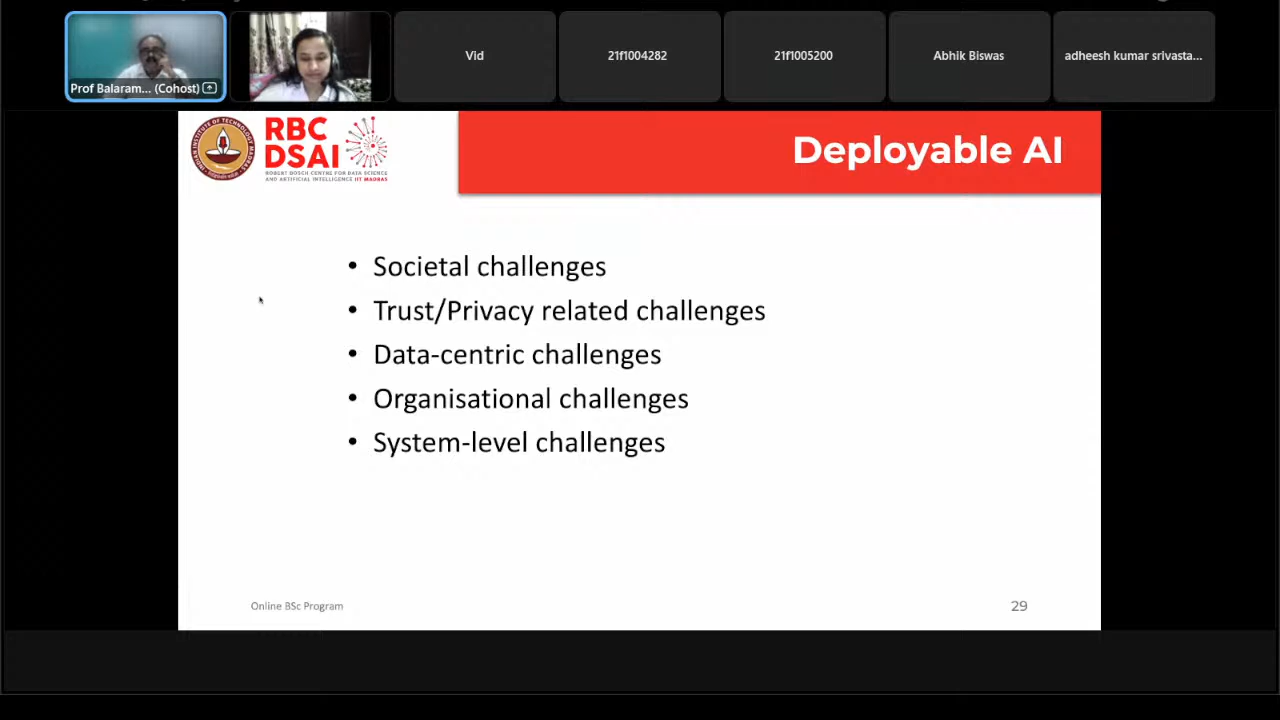 Prof Balaram... (Cohost)
Vid
21f1004282
21f1005200
Abhik Biswas
adheesh kumar srivasta...
RBC
DSAI
ROBERT BOSCH CENTRE FOR DATA SCIENCE
AND ARTIFICIAL INTELLIGENCE IIT MADRAS
Deployable AI
• Societal challenges
• Trust/Privacy related challenges
• Data-centric challenges
• Organisational challenges
• System-level challenges
Online BSc Program
29